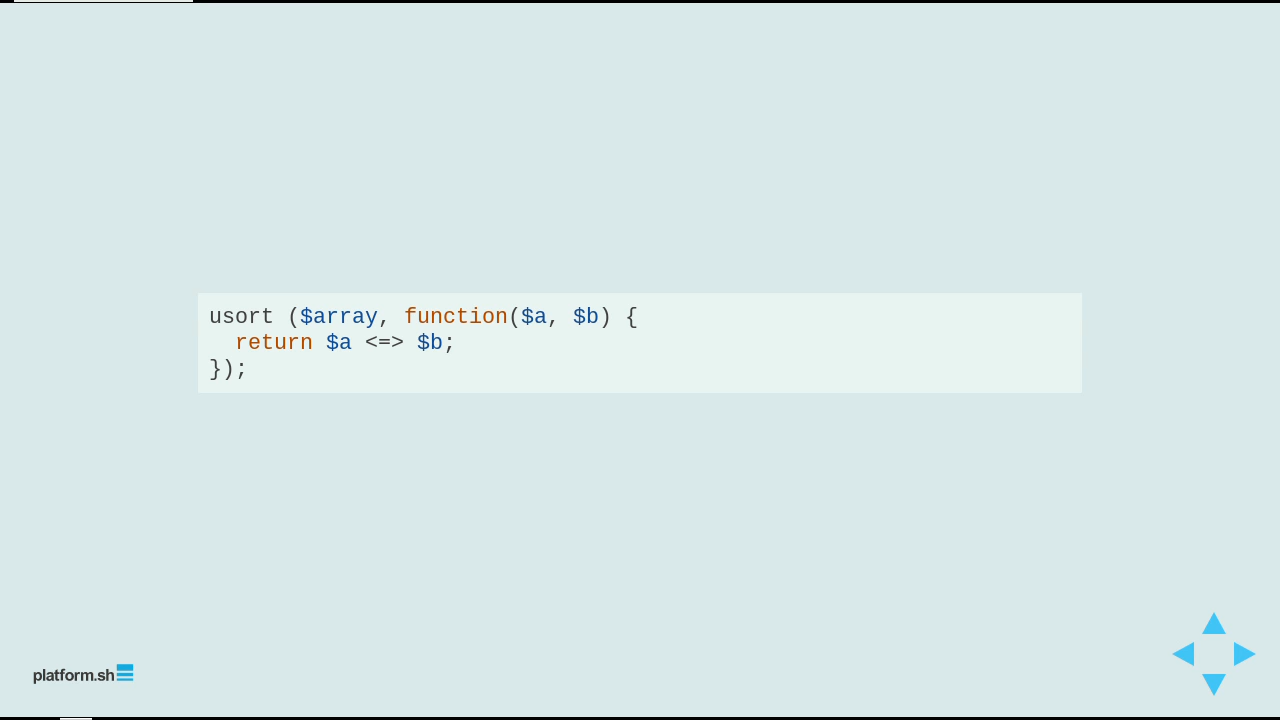 usort ($array, function($a, $b) {
  return $a <=> $b;
});
platform.sh